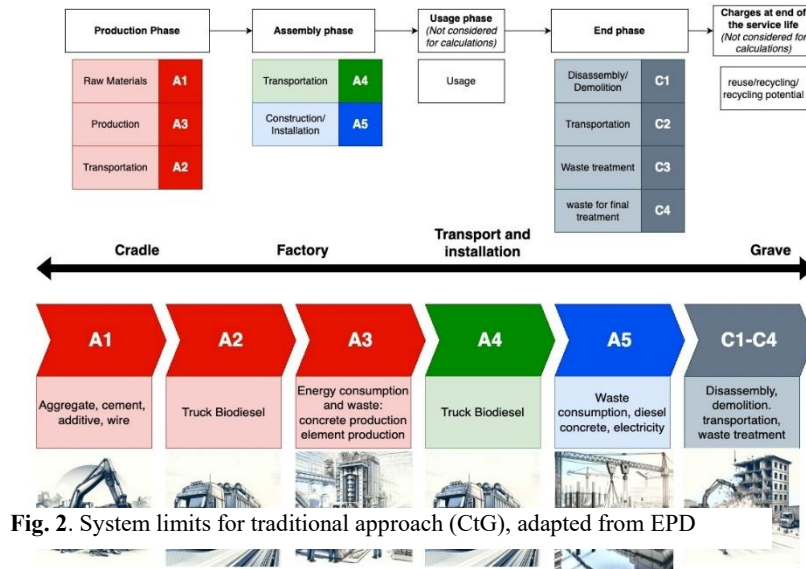 Production Phase
Assembly phase
Usage phase
(Not considered
for calculations)
End phase
Charges at end of
the service life
(Not considered for
calculations)
Raw Materials A1
Production A3
Transportation A2
Transportation A4
Construction/
Installation A5
Usage
Disassembly/
Demolition C1
Transportation C2
Waste treatment C3
waste for final
treatment C4
reuse/recycling/
recycling potential
Cradle
Factory
Transport and
installation
Grave
A1
A2
A3
A4
A5
C1-C4
Aggregate, cement,
additive, wire
Truck Biodiesel
Energy consumption
and waste:
concrete production
element production
Truck Biodiesel
Waste
consumption, diesel
concrete, electricity
Disassembly,
demolition.
transportation,
waste treatment
Fig. 2. System limits for traditional approach (CtG), adapted from EPD